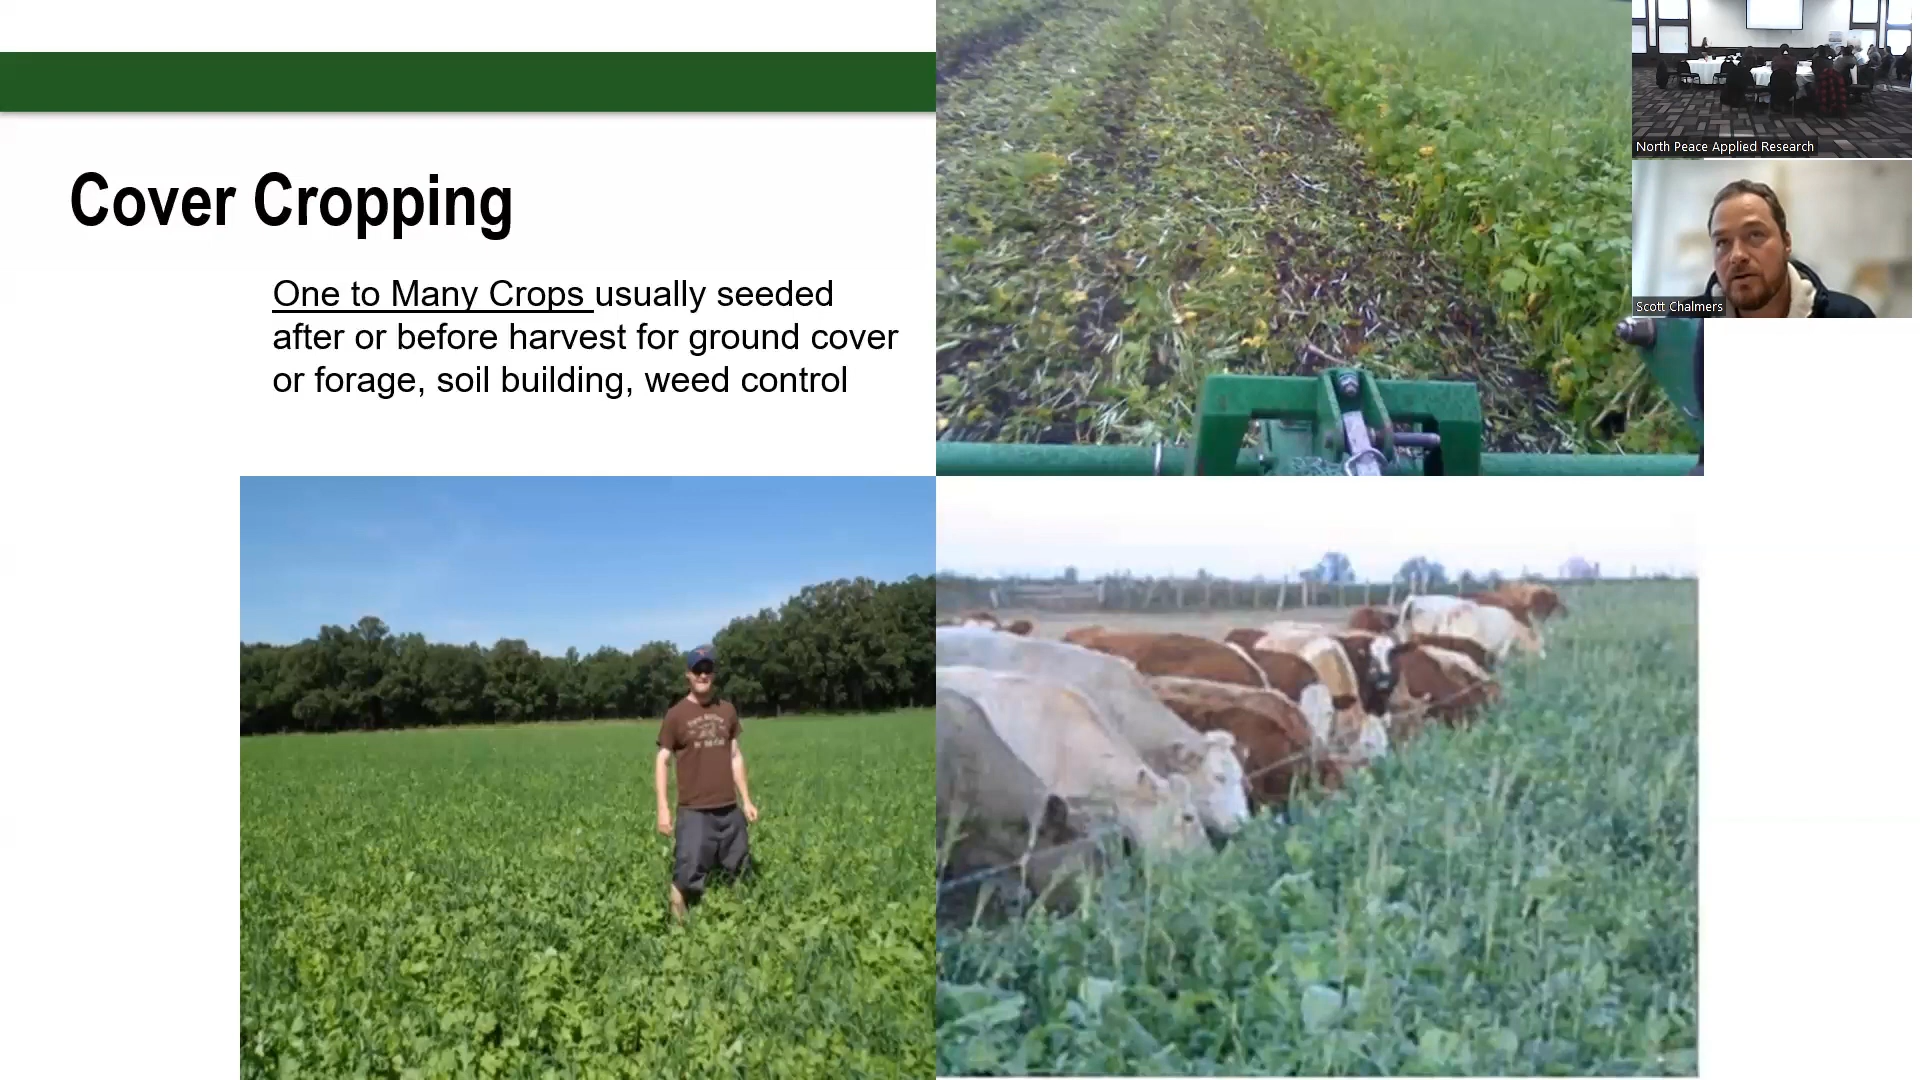 Cover Cropping
One to Many Crops usually seeded
after or before harvest for ground cover
or forage, soil building, weed control
North Peace Applied Research
Scott Chalmers